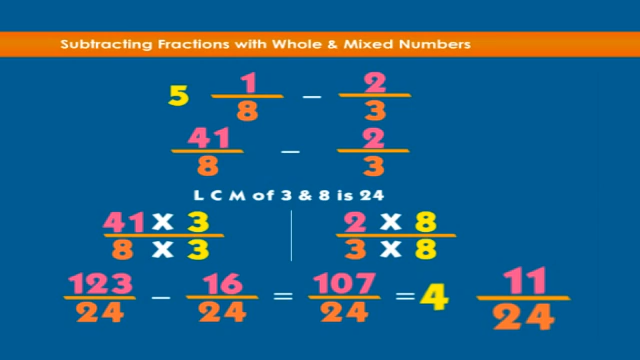 Subtracting Fractions with Whole & Mixed Numbers
5 1/8 – 2/3
41/8 – 2/3
L C M of 3 & 8 is 24
41 x 3 / 8 x 3 | 2 x 8 / 3 x 8
123/24 – 16/24 = 107/24 = 4 11/24